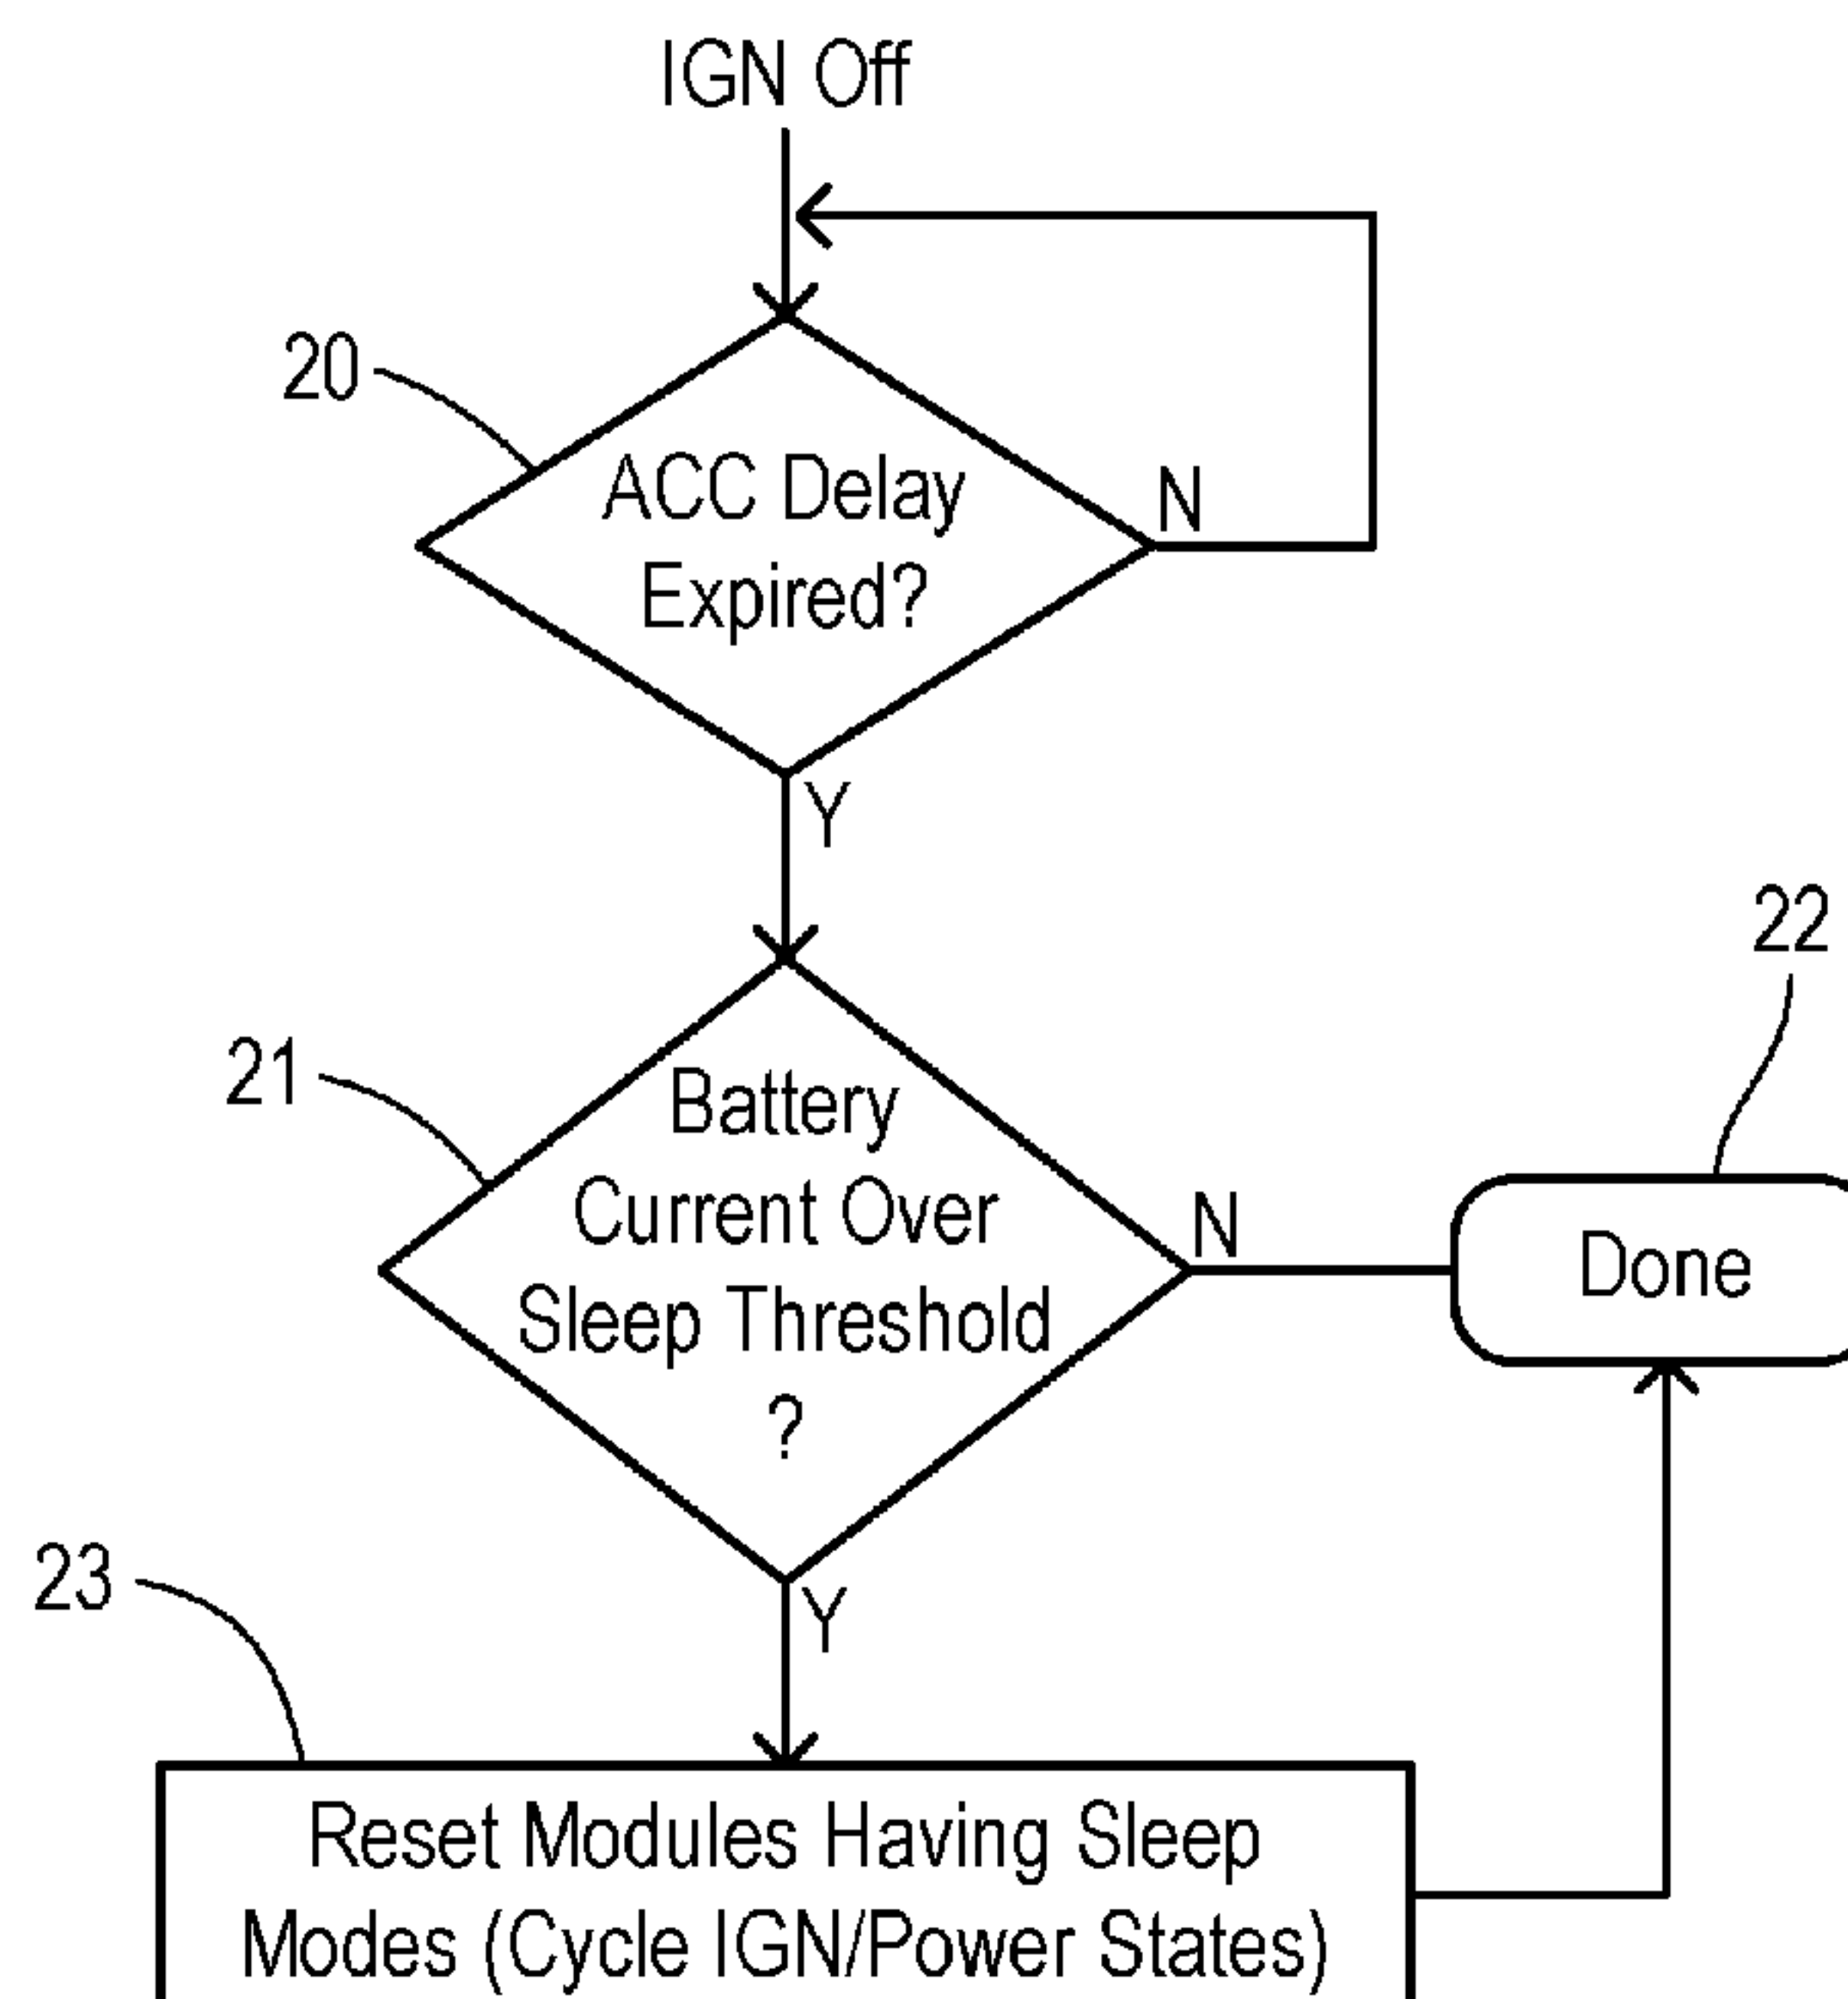 IGN Off
20
ACC Delay
Expired?
N
Y
22
21
Battery
Current Over
Sleep Threshold
?
N
Done
Y
23
Reset Modules Having Sleep
Modes (Cycle IGN/Power States)